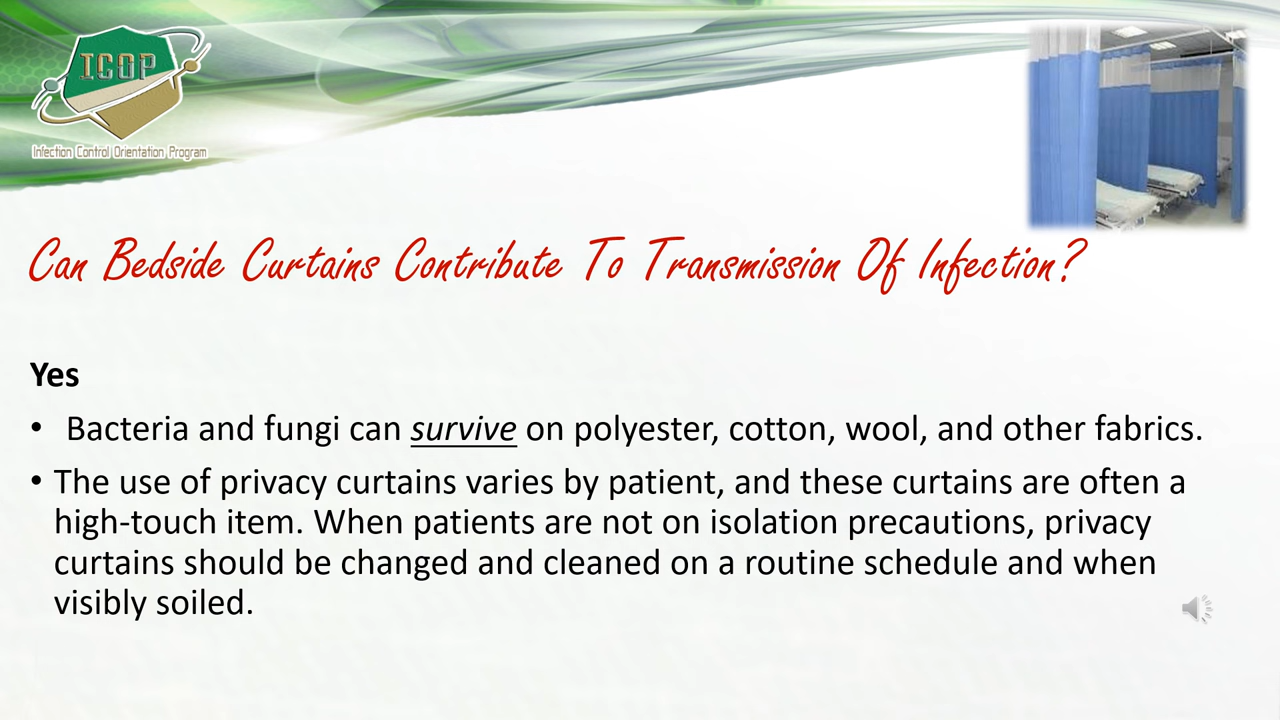 ICOP
Infection Control Orientation Program
Can Bedside Curtains Contribute To Transmission Of Infection?
Yes
• Bacteria and fungi can survive on polyester, cotton, wool, and other fabrics.
• The use of privacy curtains varies by patient, and these curtains are often a
high-touch item. When patients are not on isolation precautions, privacy
curtains should be changed and cleaned on a routine schedule and when
visibly soiled.